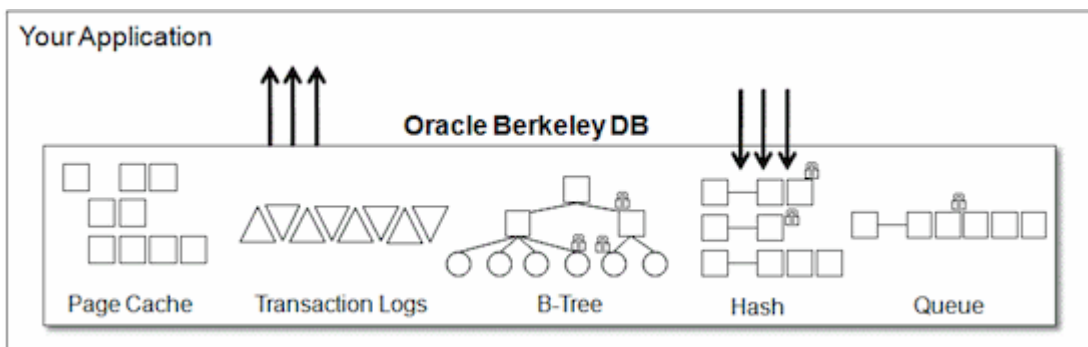 Your Application
Oracle Berkeley DB
Page Cache
Transaction Logs
B-Tree
Hash
Queue